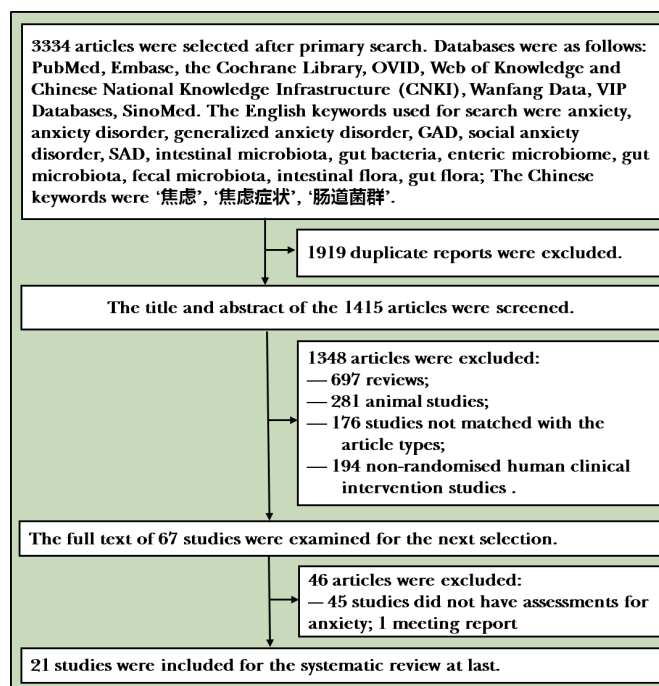 3334 articles were selected after primary search. Databases were as follows:
PubMed, Embase, the Cochrane Library, OVID, Web of Knowledge and
Chinese National Knowledge Infrastructure (CNKI), Wanfang Data, VIP
Databases, SinoMed. The English keywords used for search were anxiety,
anxiety disorder, generalized anxiety disorder, GAD, social anxiety
disorder, SAD, intestinal microbiota, gut bacteria, enteric microbiome, gut
microbiota, fecal microbiota, intestinal flora, gut flora; The Chinese
keywords were ‘焦虑’, ‘焦虑症状’, ‘肠道菌群’.
1919 duplicate reports were excluded.
The title and abstract of the 1415 articles were screened.
1348 articles were excluded:
— 697 reviews;
— 281 animal studies;
— 176 studies not matched with the
article types;
— 194 non-randomised human clinical
intervention studies .
The full text of 67 studies were examined for the next selection.
46 articles were excluded:
— 45 studies did not have assessments for
anxiety; 1 meeting report
21 studies were included for the systematic review at last.